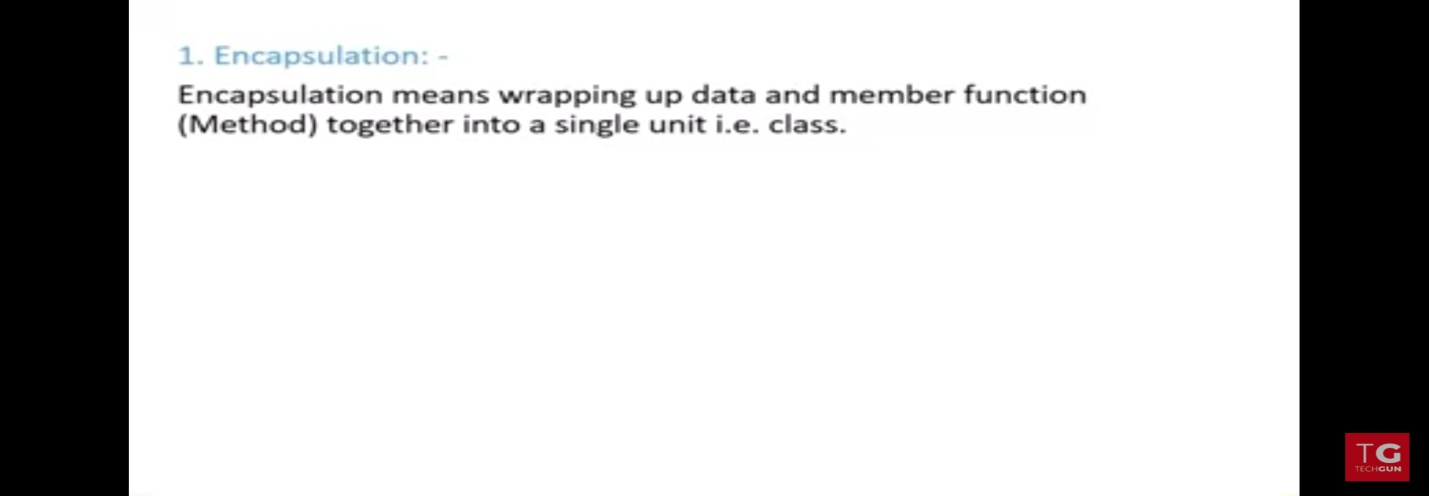 1. Encapsulation: -
Encapsulation means wrapping up data and member function
(Method) together into a single unit i.e. class.
TG
TECHGUN